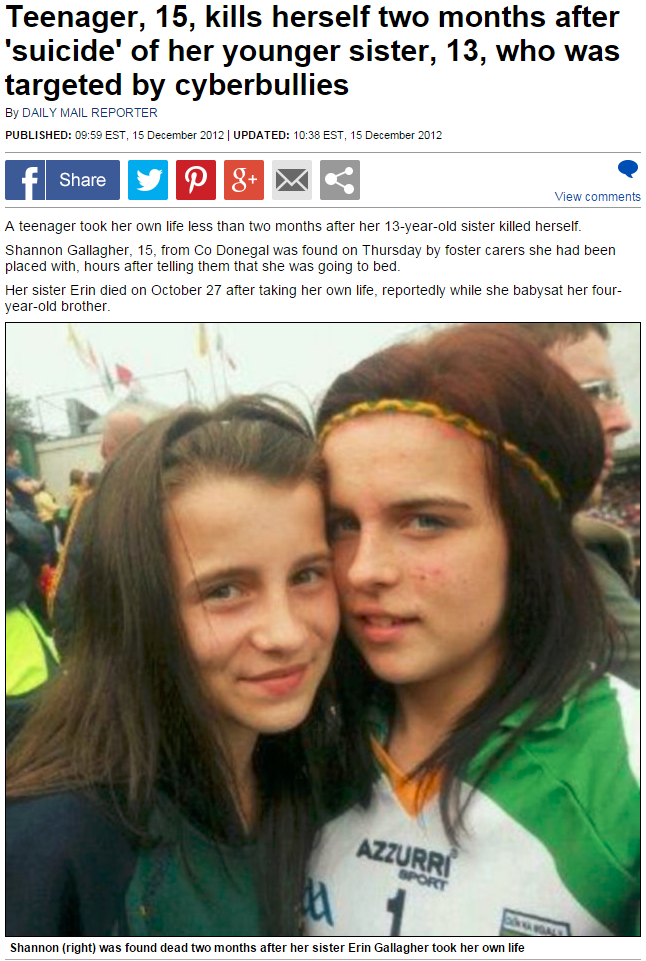 Teenager, 15, kills herself two months after
'suicide' of her younger sister, 13, who was
targeted by cyberbullies
By DAILY MAIL REPORTER
PUBLISHED: 09:59 EST, 15 December 2012 | UPDATED: 10:38 EST, 15 December 2012
f Share
g+
View comments
A teenager took her own life less than two months after her 13-year-old sister killed herself.
Shannon Gallagher, 15, from Co Donegal was found on Thursday by foster carers she had been
placed with, hours after telling them that she was going to bed.
Her sister Erin died on October 27 after taking her own life, reportedly while she babysat her four-
year-old brother.
AZZURRI
SPORT
1
Shannon (right) was found dead two months after her sister Erin Gallagher took her own life